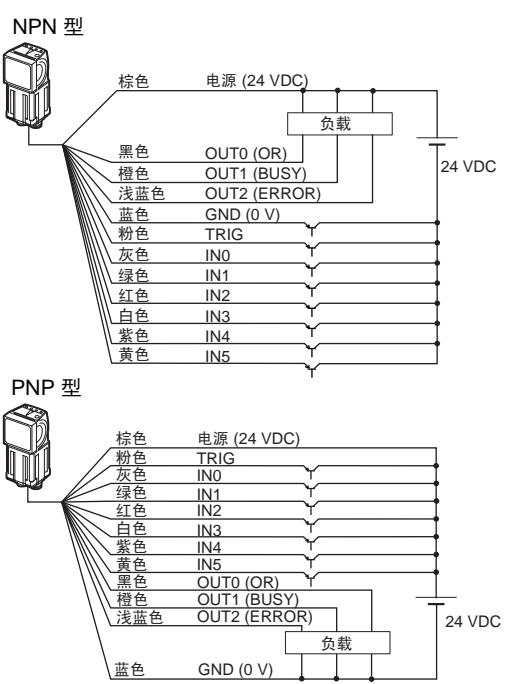 NPN 型
棕色 电源 (24 VDC)
负载
24 VDC
黑色 OUT0 (OR)
橙色 OUT1 (BUSY)
浅蓝色 OUT2 (ERROR)
蓝色 GND (0 V)
粉色 TRIG
灰色 IN0
绿色 IN1
红色 IN2
白色 IN3
紫色 IN4
黄色 IN5
PNP 型
棕色 电源 (24 VDC)
粉色 TRIG
灰色 IN0
绿色 IN1
红色 IN2
白色 IN3
紫色 IN4
黄色 IN5
黑色 OUT0 (OR)
橙色 OUT1 (BUSY)
浅蓝色 OUT2 (ERROR)
24 VDC
负载
蓝色 GND (0 V)